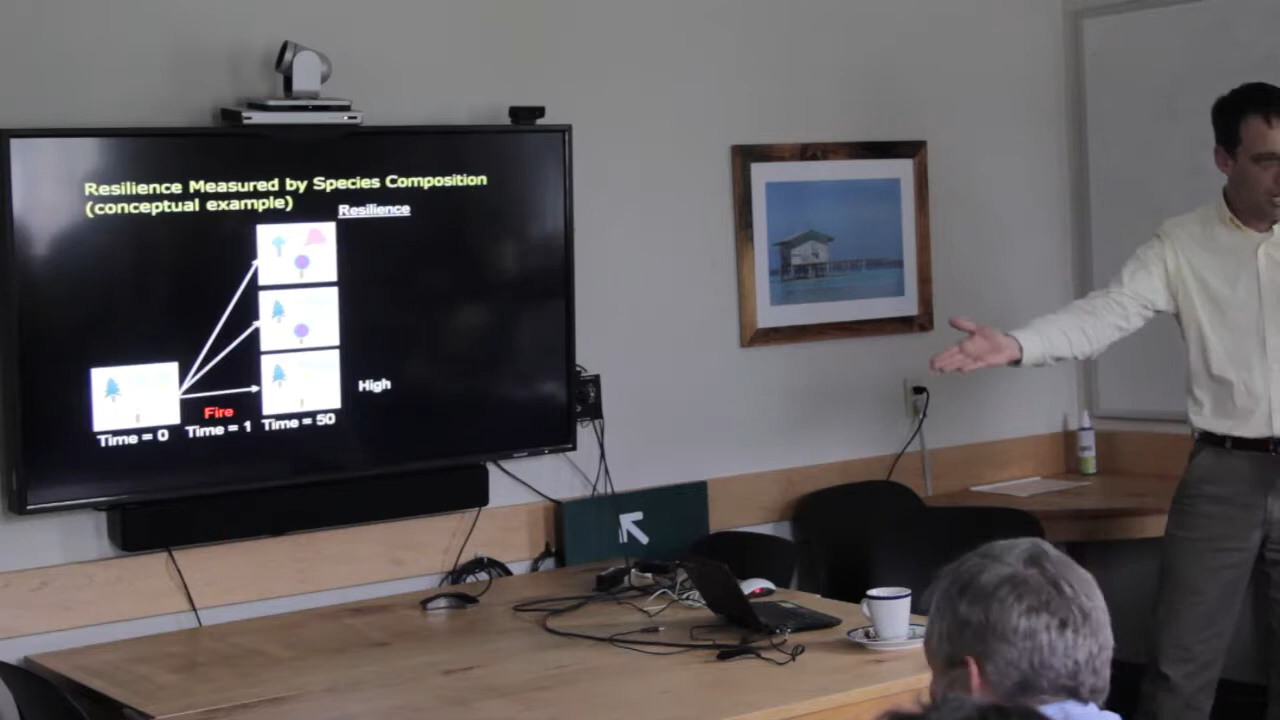 Resilience Measured by Species Composition
(conceptual example)
Resilience
High
Fire
Time = 0 Time = 1 Time = 50